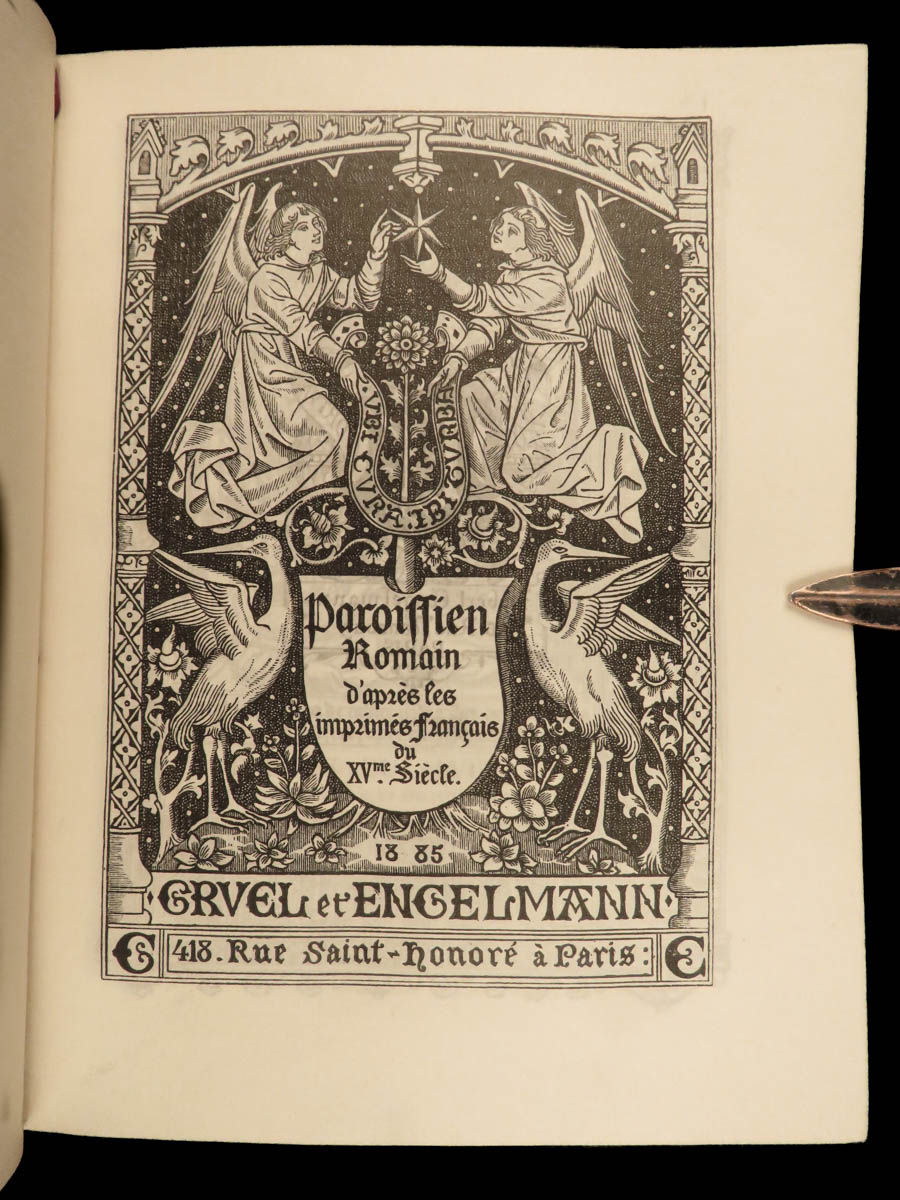 VBI CVRA IBI TVRBA
Paroissien
Romain
d'après les
imprimés français
du
XVme. Siècle.
1885
GRVEL et ENGELMANN
418. Rue Saint-Honoré à Paris: